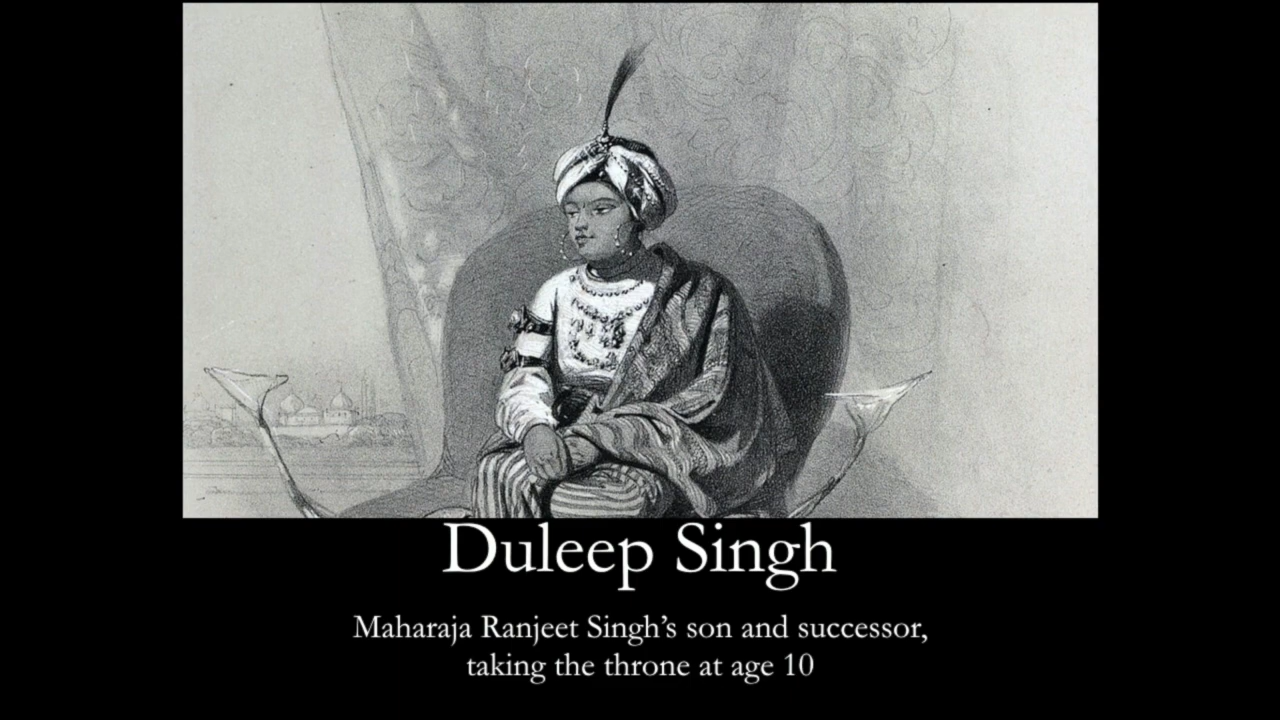 Duleep Singh
Maharaja Ranjeet Singh’s son and successor,
taking the throne at age 10